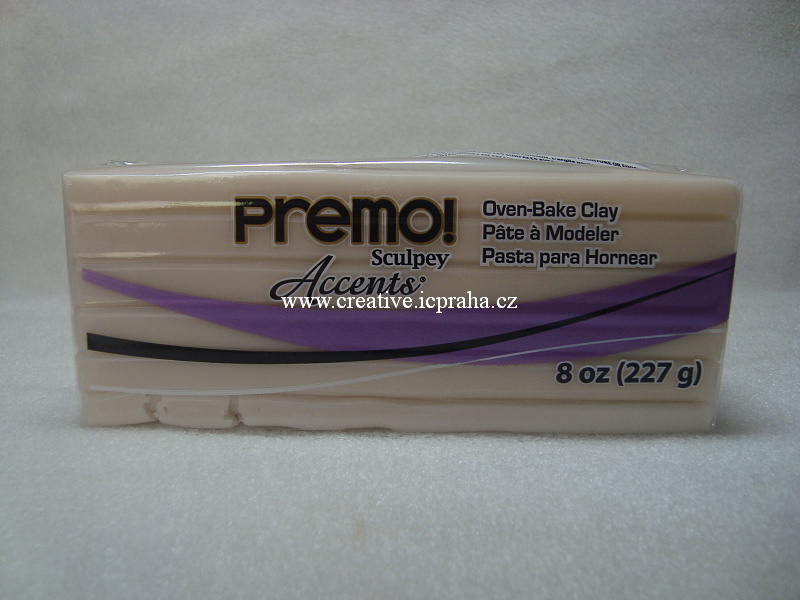 Premo!
Sculpey
Accents®
Oven-Bake Clay
Pâte à Modeler
Pasta para Hornear
www.creative.icpraha.cz
8 oz (227 g)